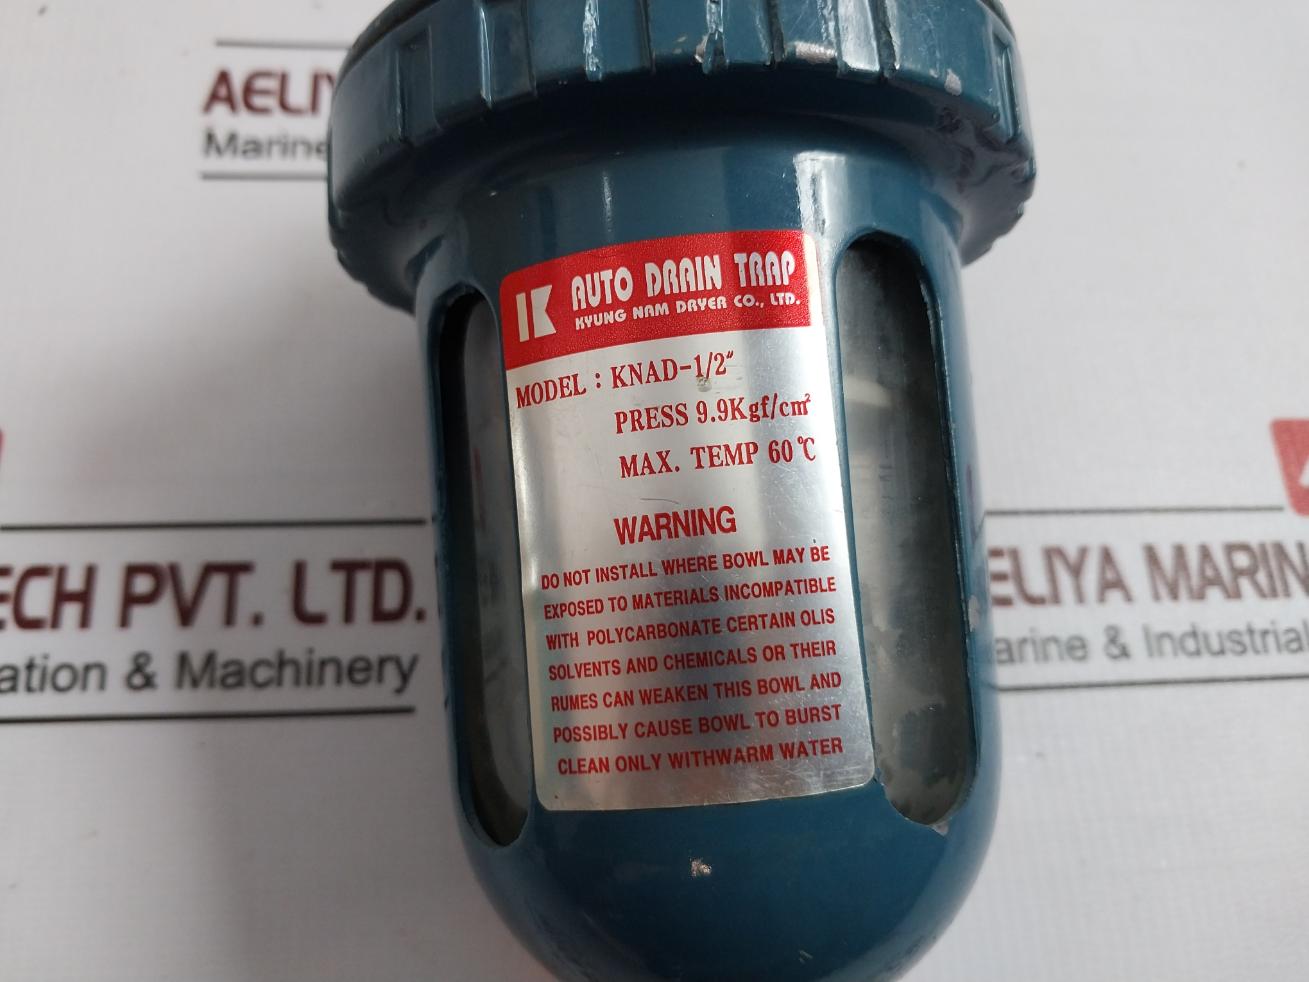 AELIY
Marine
K AUTO DRAIN TRAP
KYUNG NAM DRYER CO., LTD.
MODEL : KNAD-1/2"
PRESS 9.9Kgf/cm²
MAX. TEMP 60℃
WARNING
DO NOT INSTALL WHERE BOWL MAY BE
EXPOSED TO MATERIALS INCOMPATIBLE
WITH POLYCARBONATE CERTAIN OLIS
SOLVENTS AND CHEMICALS OR THEIR
RUMES CAN WEAKEN THIS BOWL AND
POSSIBLY CAUSE BOWL TO BURST
CLEAN ONLY WITHWARM WATER
ECH PVT. LTD.
ation & Machinery
ELIYA MARIN
arine & Industrial